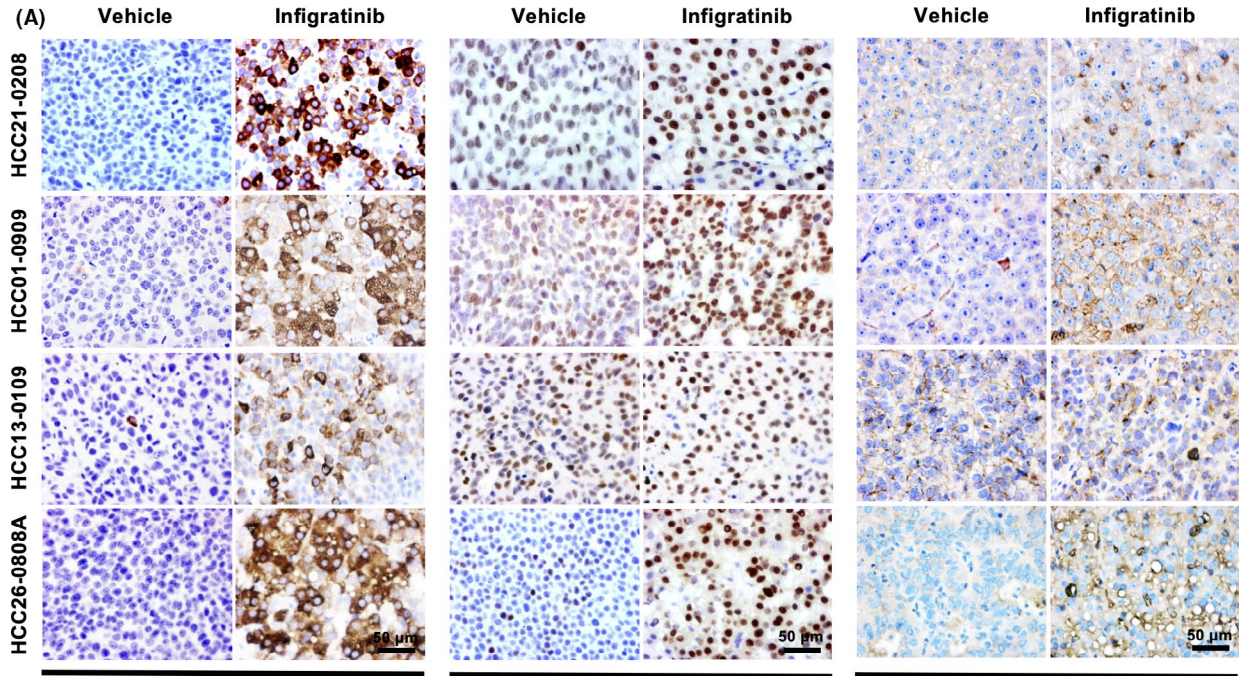 (A)
Vehicle Infigratinib Vehicle Infigratinib Vehicle Infigratinib
HCC21-0208
HCC01-0909
HCC13-0109
HCC26-0808A
50 µm 50 µm 50 µm